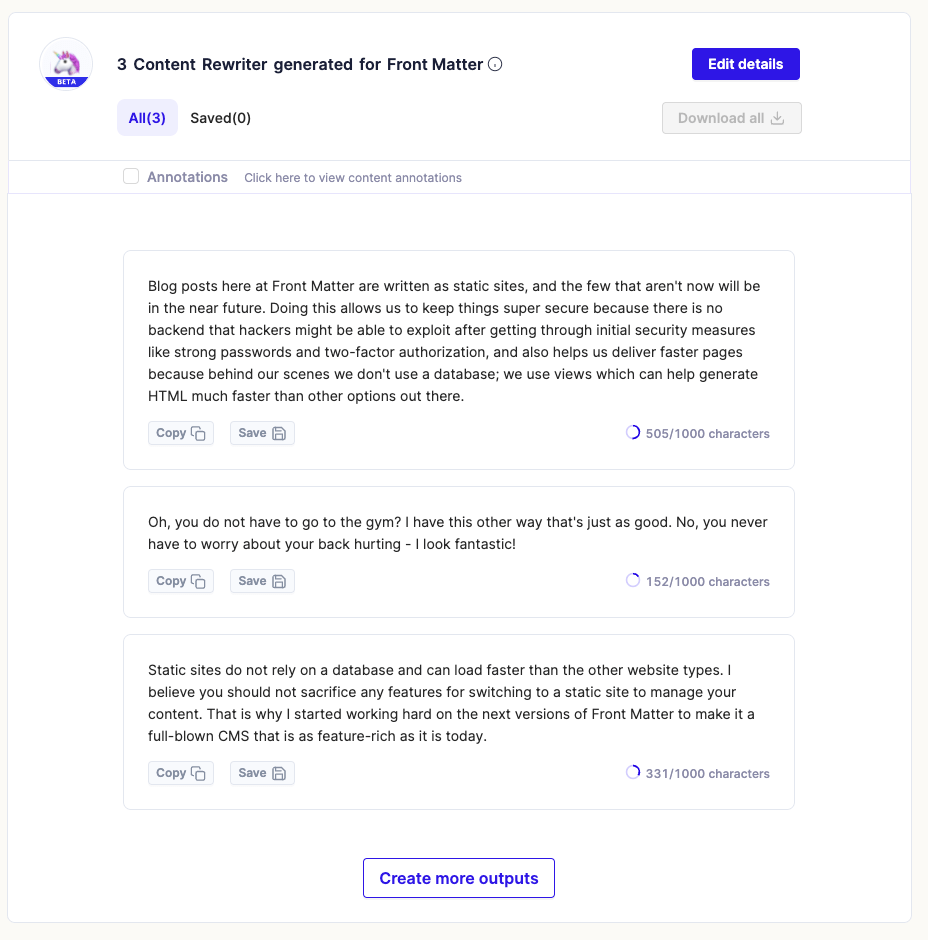 BETA
3 Content Rewriter generated for Front Matter
Edit details
All(3)
Saved(0)
Download all
Annotations
Click here to view content annotations
Blog posts here at Front Matter are written as static sites, and the few that aren't now will be
in the near future. Doing this allows us to keep things super secure because there is no
backend that hackers might be able to exploit after getting through initial security measures
like strong passwords and two-factor authorization, and also helps us deliver faster pages
because behind our scenes we don't use a database; we use views which can help generate
HTML much faster than other options out there.
Copy
Save
505/1000 characters
Oh, you do not have to go to the gym? I have this other way that's just as good. No, you never
have to worry about your back hurting - I look fantastic!
Copy
Save
152/1000 characters
Static sites do not rely on a database and can load faster than the other website types. I
believe you should not sacrifice any features for switching to a static site to manage your
content. That is why I started working hard on the next versions of Front Matter to make it a
full-blown CMS that is as feature-rich as it is today.
Copy
Save
331/1000 characters
Create more outputs